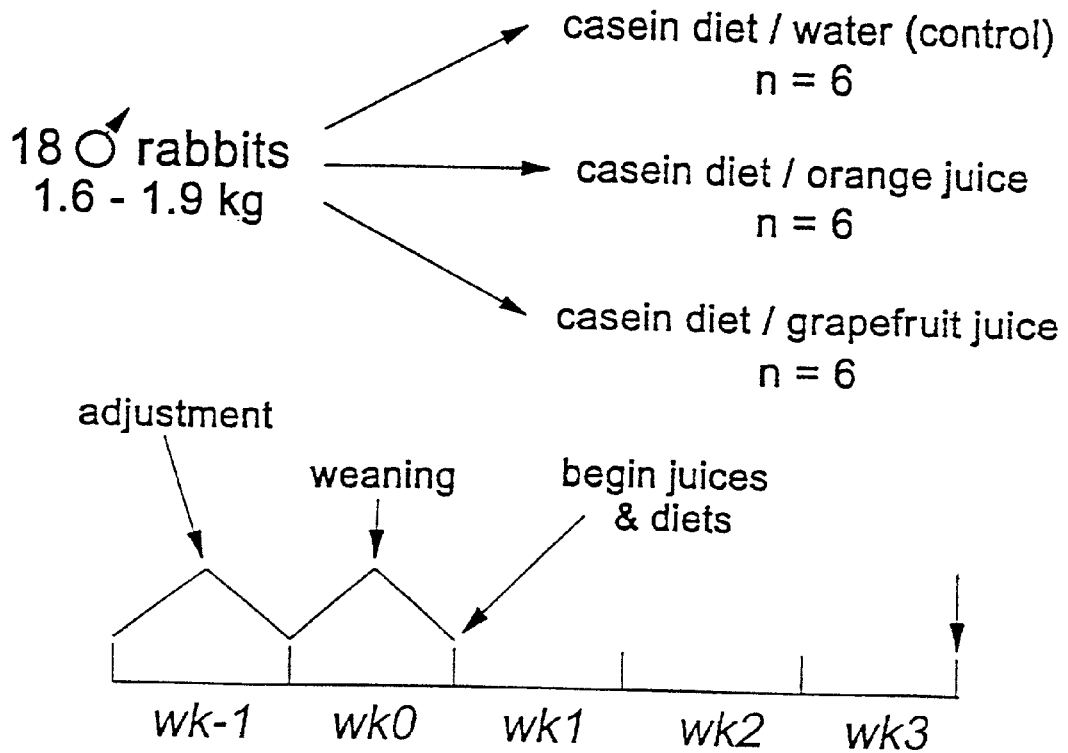 casein diet / water (control)
n = 6
18 ♂ rabbits
1.6 - 1.9 kg
casein diet / orange juice
n = 6
casein diet / grapefruit juice
n = 6
adjustment
weaning
begin juices
& diets
wk-1 wk0 wk1 wk2 wk3